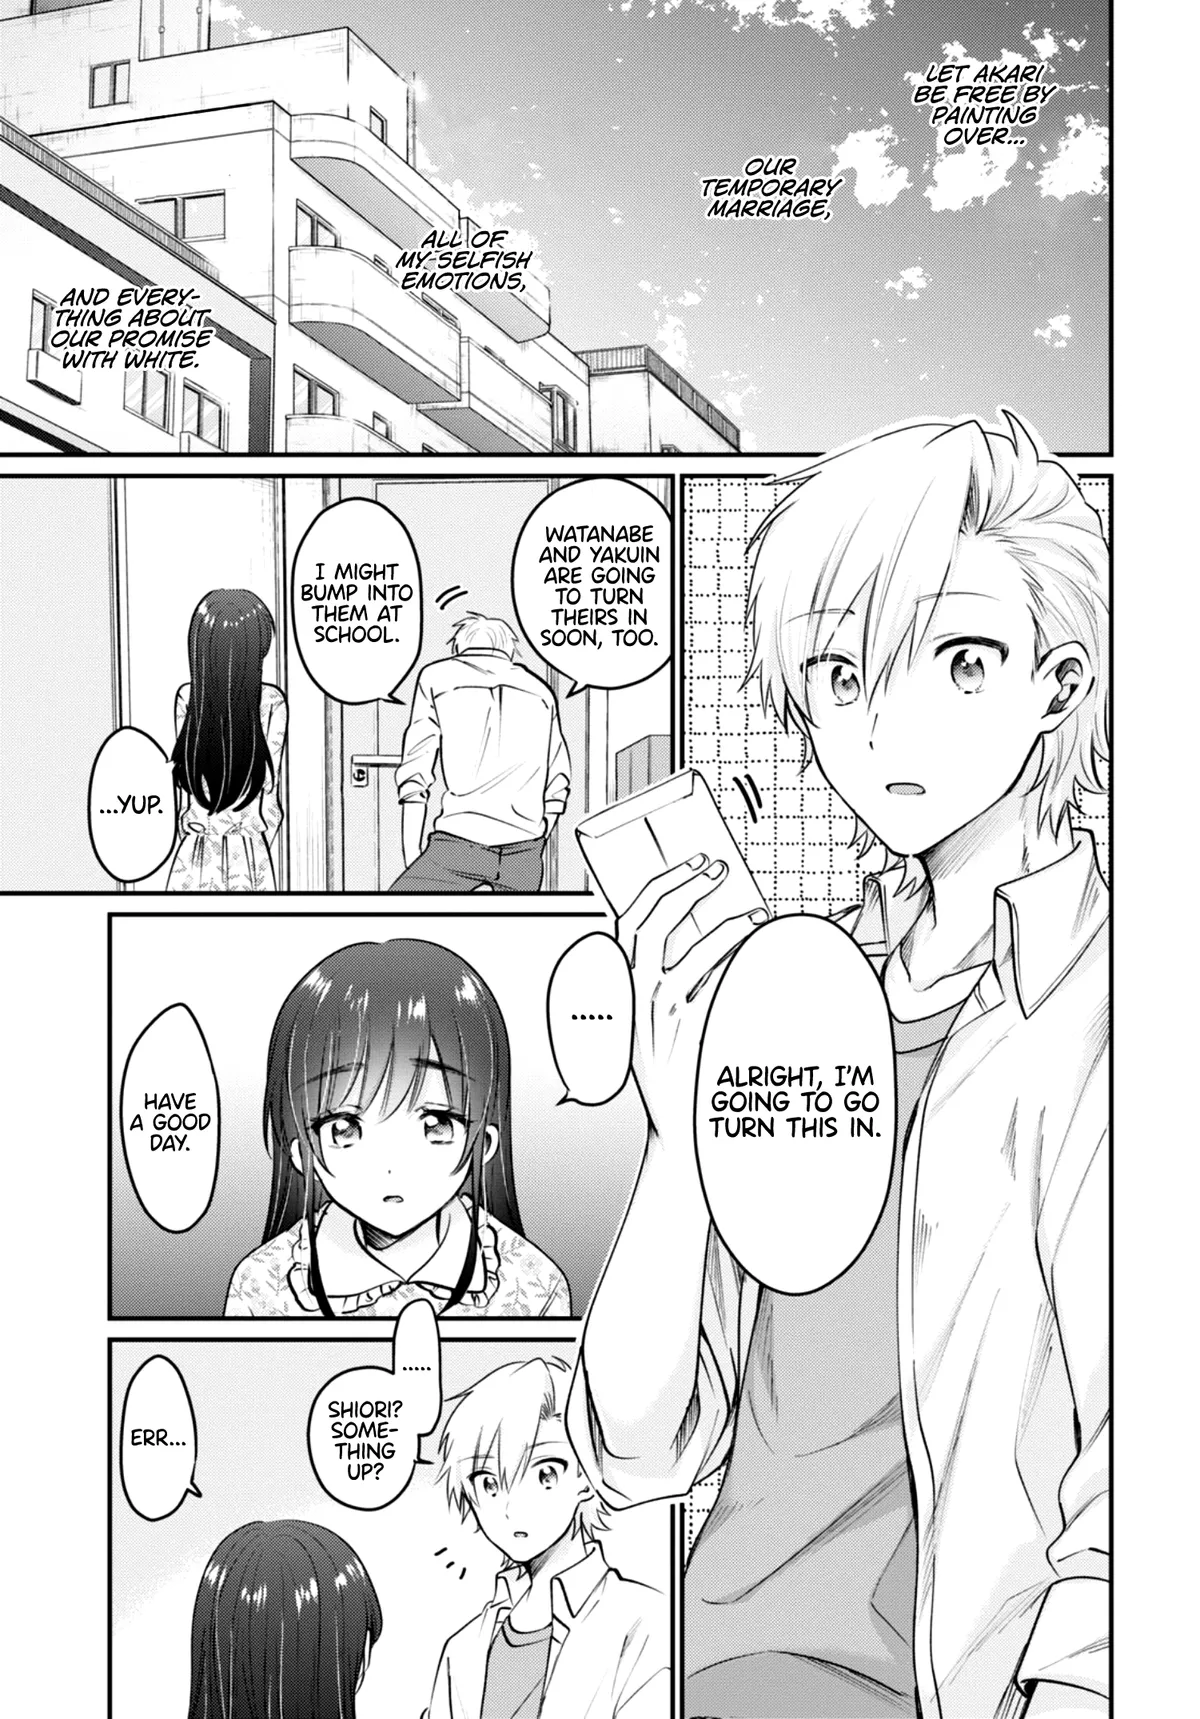 LET AKARI
BE FREE BY
PAINTING
OVER...
OUR
TEMPORARY
MARRIAGE,
ALL OF
MY SELFISH
EMOTIONS,
AND EVERY-
THING ABOUT
OUR PROMISE
WITH WHITE.
ALRIGHT, I'M
GOING TO GO
TURN THIS IN.
WATANABE
AND YAKUIN
ARE GOING
TO TURN
THEIRS IN
SOON, TOO.
I MIGHT
BUMP INTO
THEM AT
SCHOOL.
...YUP.
.....
HAVE
A GOOD
DAY.
.....
SHIORI?
SOME-
THING
UP?
ERR...